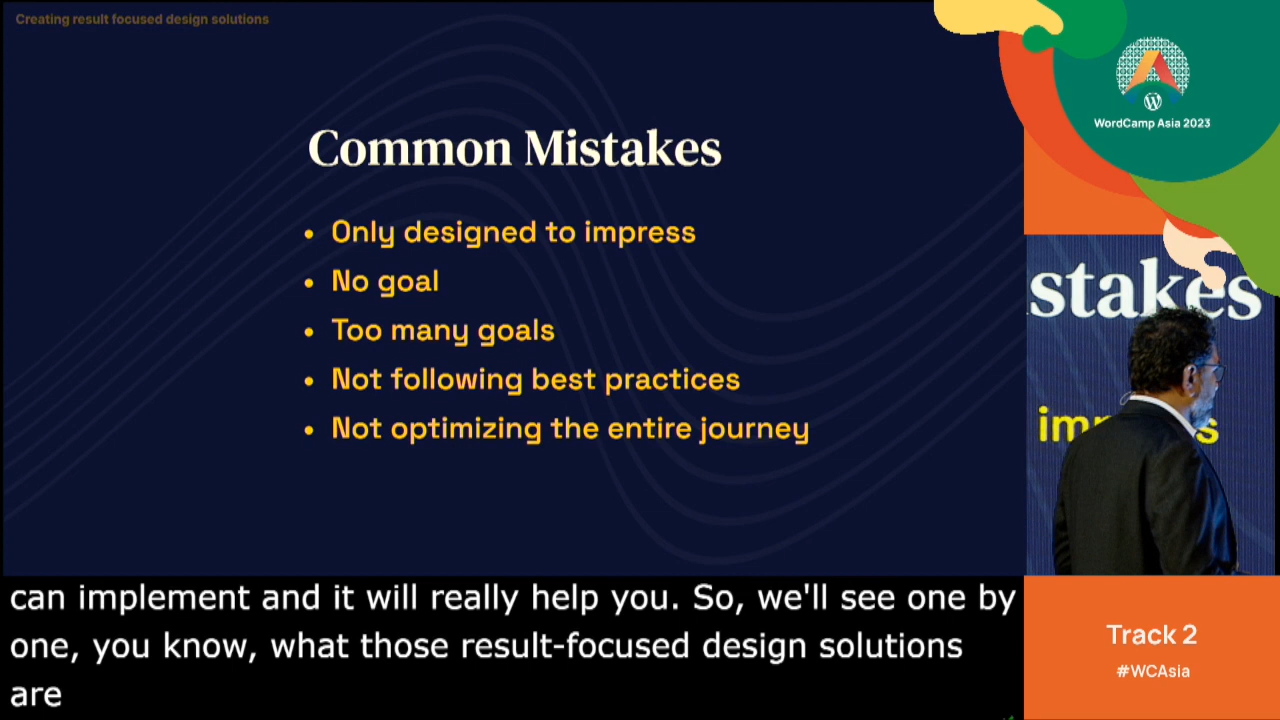 Creating result focused design solutions
Common Mistakes
• Only designed to impress
• No goal
• Too many goals
• Not following best practices
• Not optimizing the entire journey
WordCamp Asia 2023
stakes
Track 2
#WCAsia
can implement and it will really help you. So, we'll see one by
one, you know, what those result-focused design solutions
are